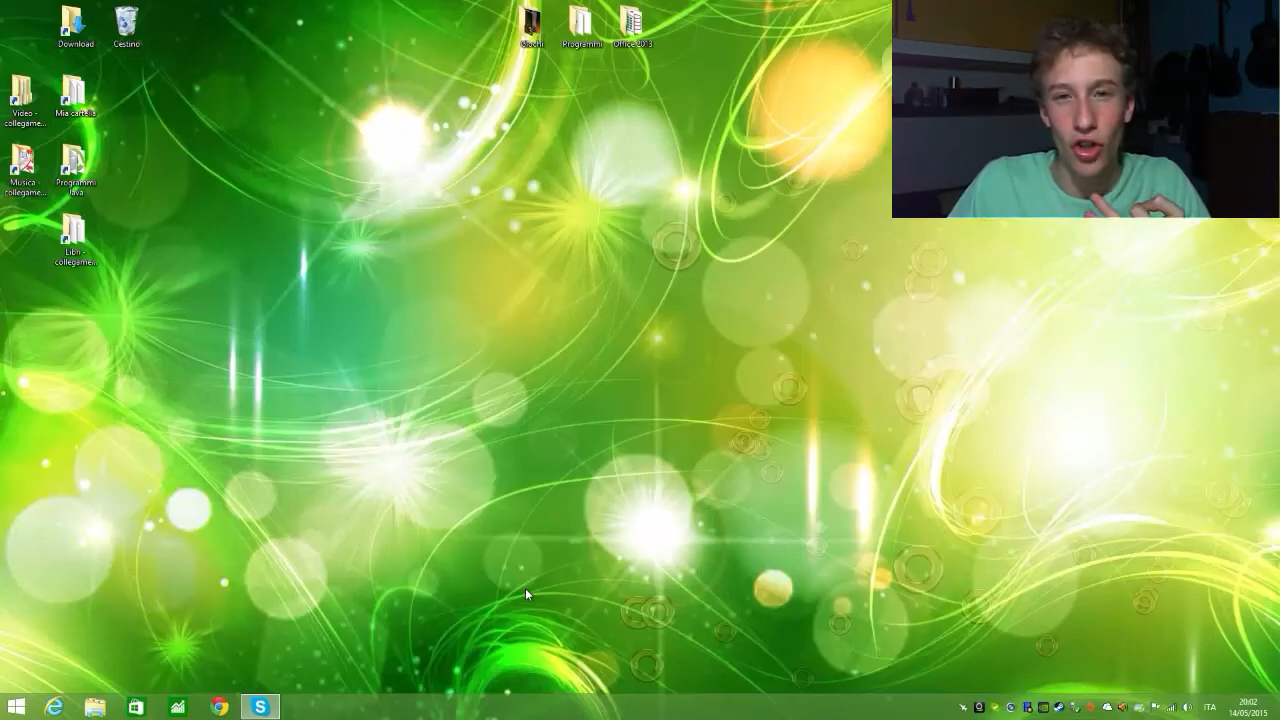 Download
Cestino
Giochi
Programmi
Office 2013
Video -
collegame...
Mia cartella
Musica -
collegame...
Programmi
Java
Libri -
collegame...
ITA
20:02
14/05/2015